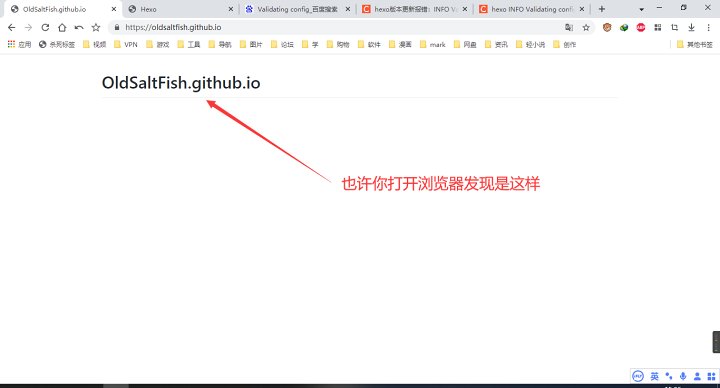 OldSaltFish.github.io
Hexo
Validating config_百度搜索
hexo版本更新报错：INFO Va
hexo INFO Validating confi
https://oldsaltfish.github.io
应用 杀死标签 视频 VPN 游戏 工具 导航 图片 论坛 学 购物 软件 漫画 mark 网盘 资讯 轻小说 创作 其他书签
OldSaltFish.github.io
也许你打开浏览器发现是这样
英